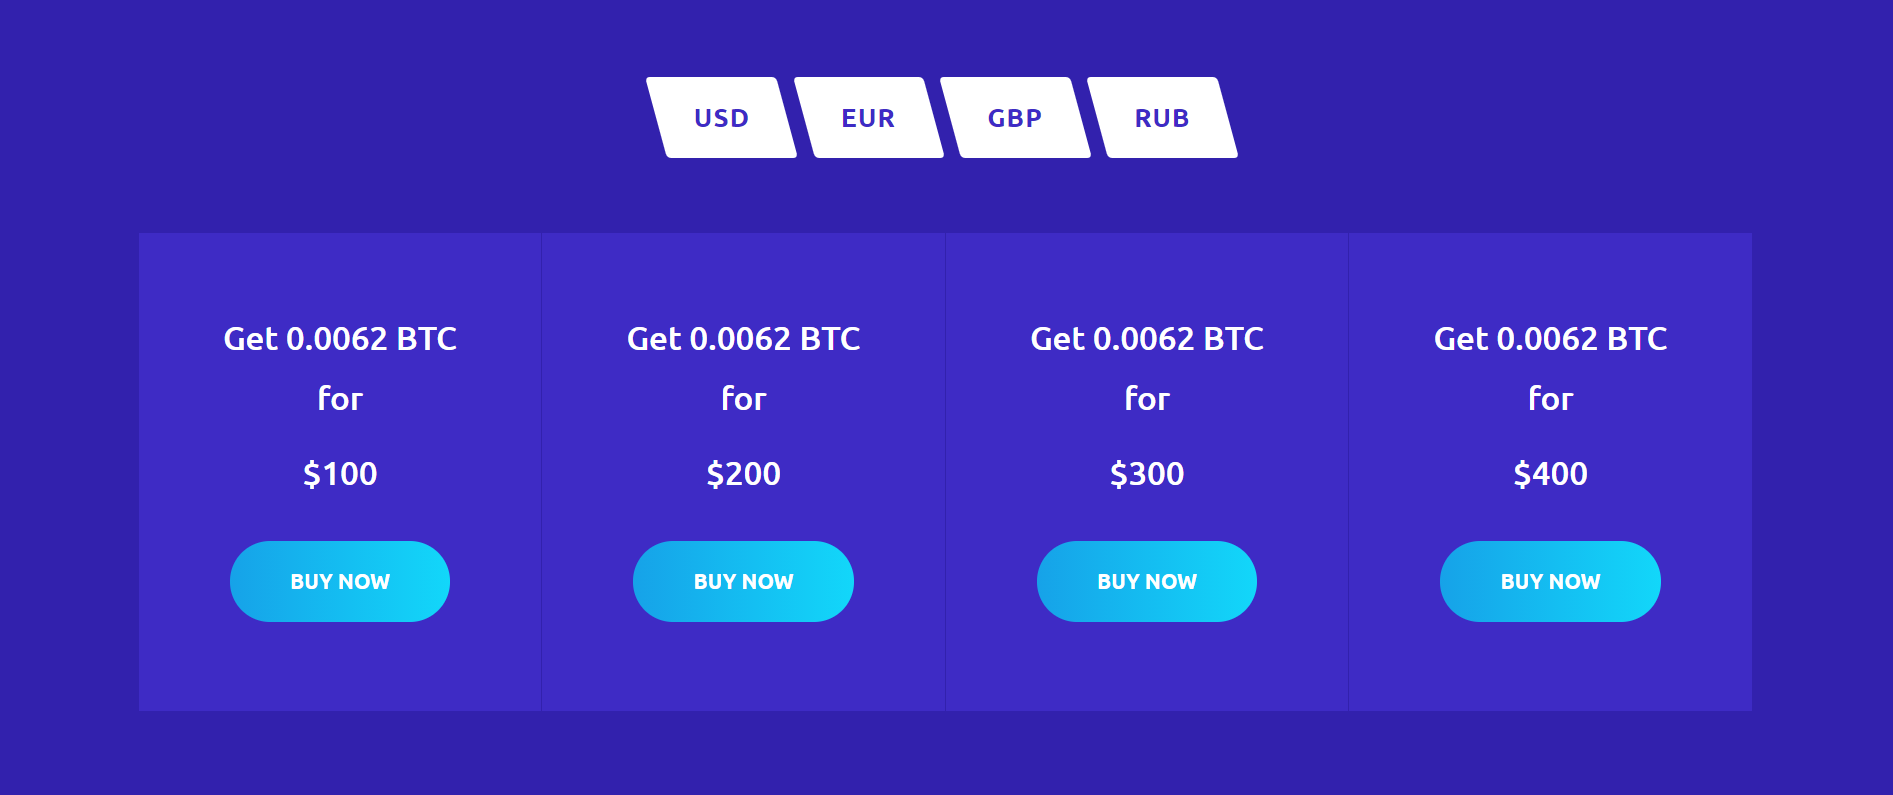 USD
EUR
GBP
RUB
Get 0.0062 BTC
for
$100
BUY NOW
Get 0.0062 BTC
for
$200
BUY NOW
Get 0.0062 BTC
for
$300
BUY NOW
Get 0.0062 BTC
for
$400
BUY NOW